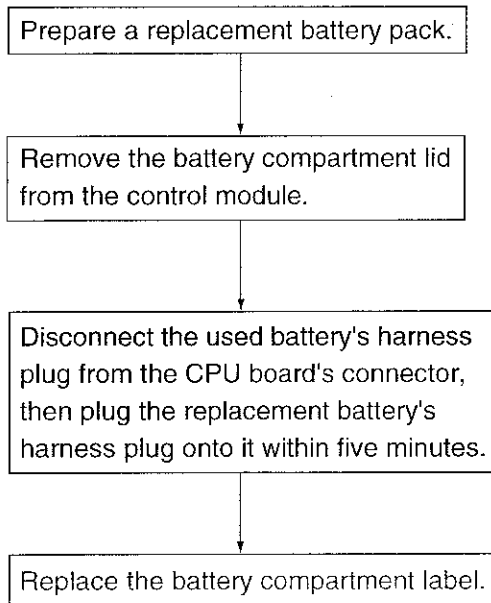 Prepare a replacement battery pack.
Remove the battery compartment lid
from the control module.
Disconnect the used battery's harness
plug from the CPU board's connector,
then plug the replacement battery's
harness plug onto it within five minutes.
Replace the battery compartment label.